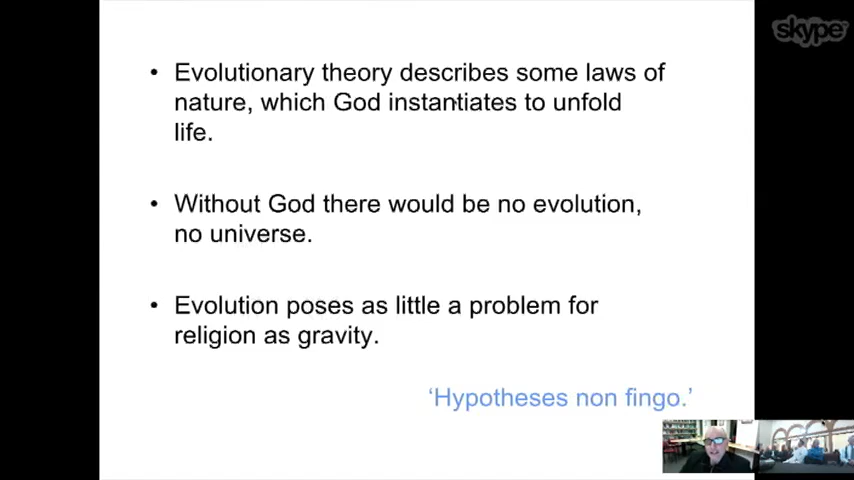 skype
• Evolutionary theory describes some laws of
nature, which God instantiates to unfold
life.
• Without God there would be no evolution,
no universe.
• Evolution poses as little a problem for
religion as gravity.
‘Hypotheses non fingo.’